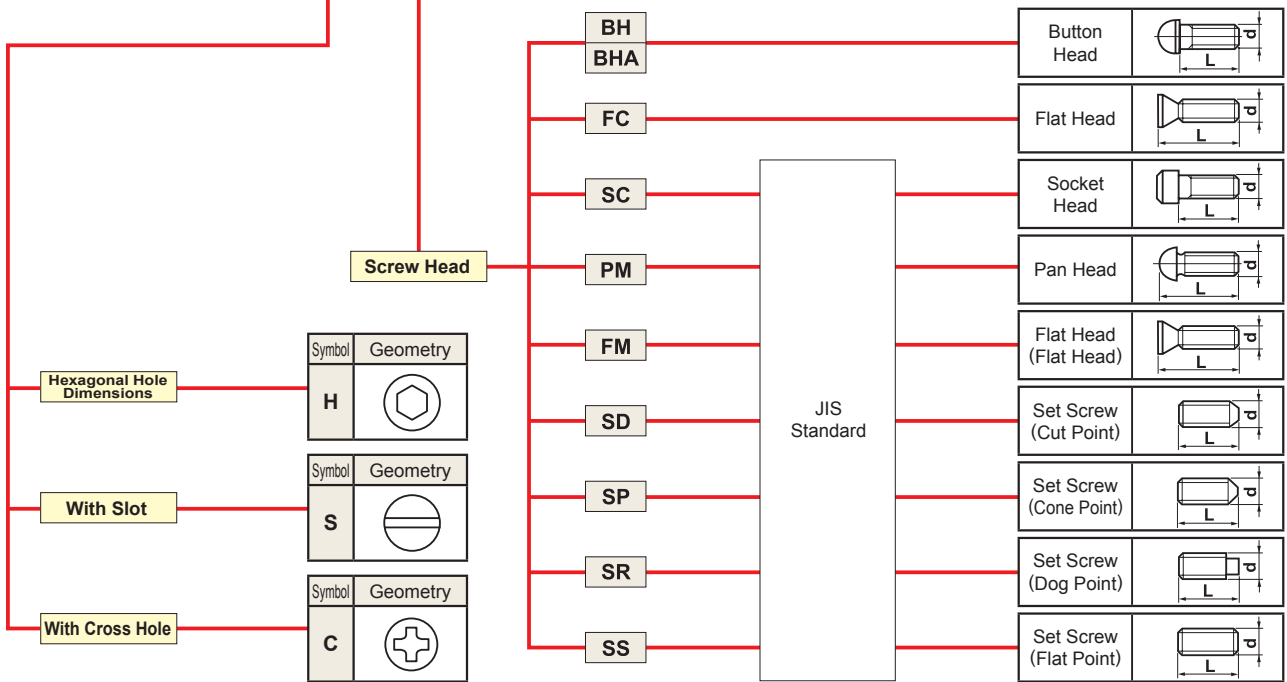 BH
BHA
Button
Head
d
L
FC
Flat Head
d
L
SC
Socket
Head
d
L
Screw Head
PM
Pan Head
d
L
FM
Flat Head
(Flat Head)
d
L
JIS
Standard
SD
Set Screw
(Cut Point)
d
L
SP
Set Screw
(Cone Point)
d
L
SR
Set Screw
(Dog Point)
d
L
SS
Set Screw
(Flat Point)
d
L
Hexagonal Hole
Dimensions
Symbol Geometry
H
With Slot
Symbol Geometry
S
With Cross Hole
Symbol Geometry
C